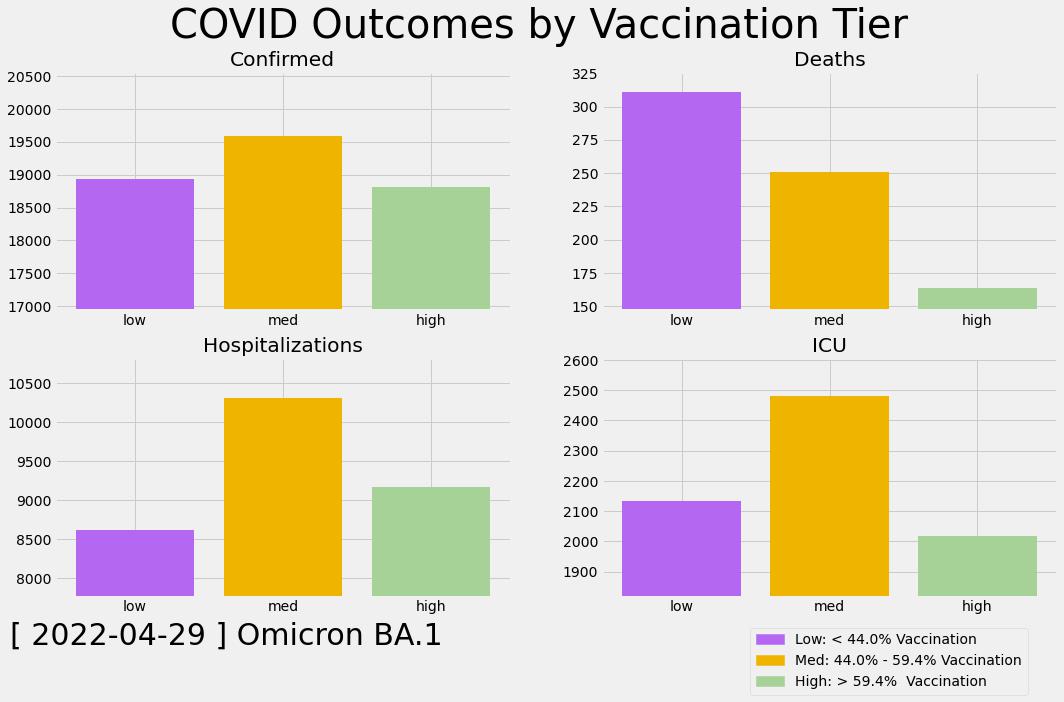 COVID Outcomes by Vaccination Tier
Confirmed
20500
20000
19500
19000
18500
18000
17500
17000
low med high
Deaths
325
300
275
250
225
200
175
150
low med high
Hospitalizations
10500
10000
9500
9000
8500
8000
low med high
ICU
2600
2500
2400
2300
2200
2100
2000
1900
low med high
[ 2022-04-29 ] Omicron BA.1
Low: < 44.0% Vaccination
Med: 44.0% - 59.4% Vaccination
High: > 59.4%  Vaccination